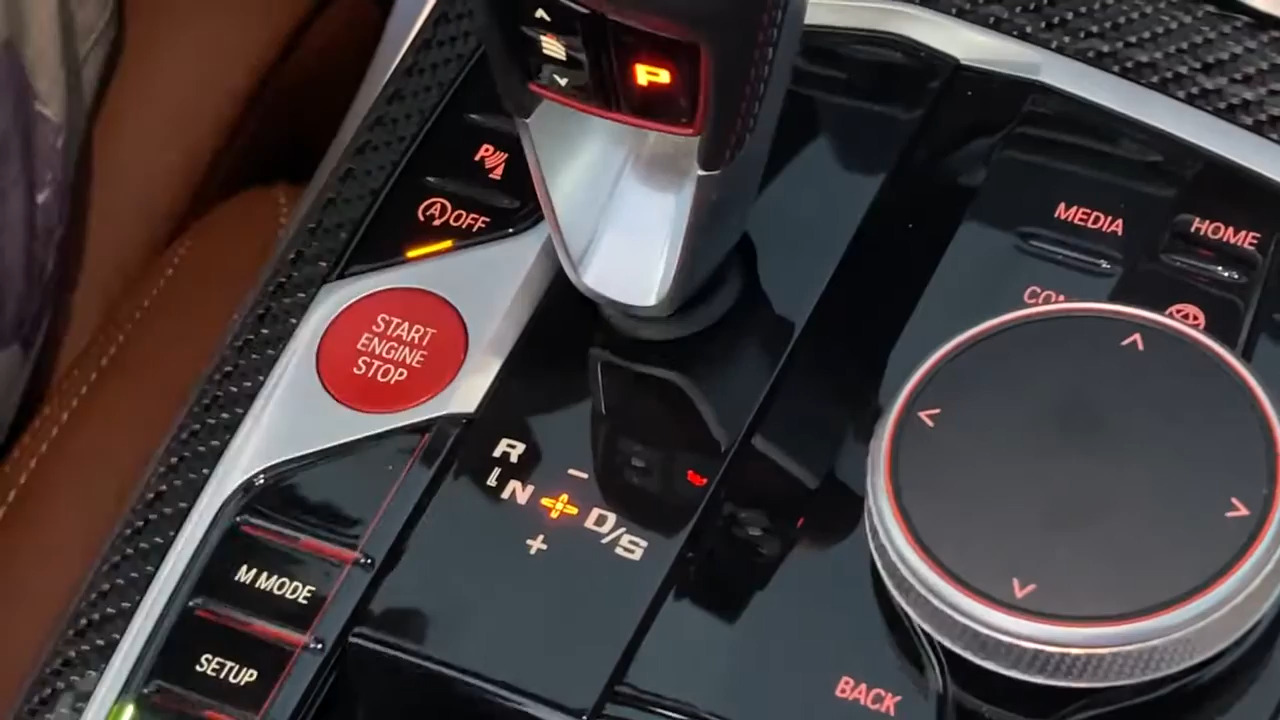 P
P
OFF
MEDIA
HOME
START
ENGINE
STOP
R
N
D/S
M MODE
SETUP
BACK